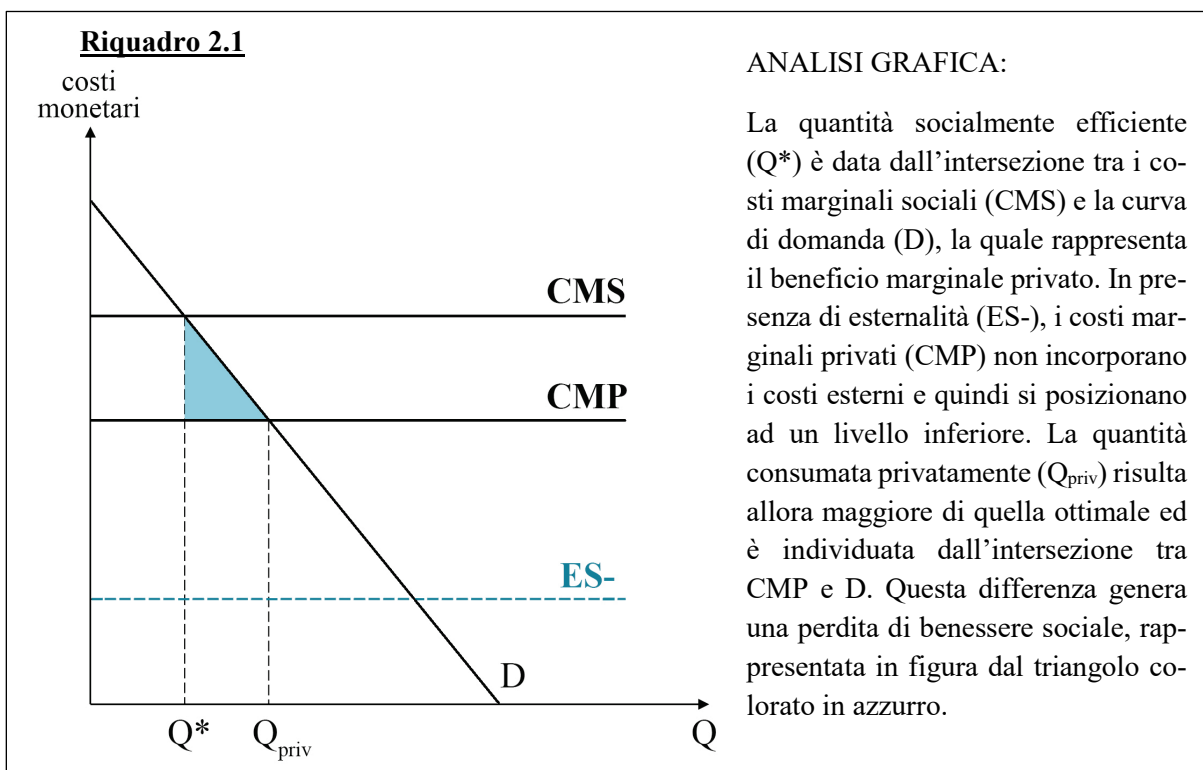 Riquadro 2.1
costi
monetari
CMS
CMP
ES-
D
Q*
Qpriv
Q
ANALISI GRAFICA:
La quantità socialmente efficiente
(Q*) è data dall’intersezione tra i co-
sti marginali sociali (CMS) e la curva
di domanda (D), la quale rappresenta
il beneficio marginale privato. In pre-
senza di esternalità (ES-), i costi mar-
ginali privati (CMP) non incorporano
i costi esterni e quindi si posizionano
ad un livello inferiore. La quantità
consumata privatamente (Qpriv) risulta
allora maggiore di quella ottimale ed
è individuata dall’intersezione tra
CMP e D. Questa differenza genera
una perdita di benessere sociale, rap-
presentata in figura dal triangolo co-
lorato in azzurro.